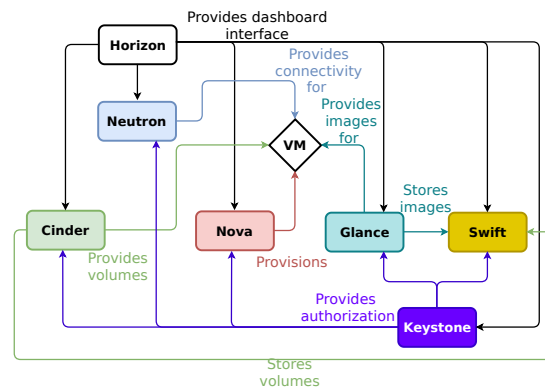 Provides dashboard
interface
Horizon
Provides
connectivity
for
Provides
images
for
Neutron
VM
Stores
images
Cinder
Nova
Glance
Swift
Provides
volumes
Provisions
Provides
authorization
Keystone
Stores
volumes